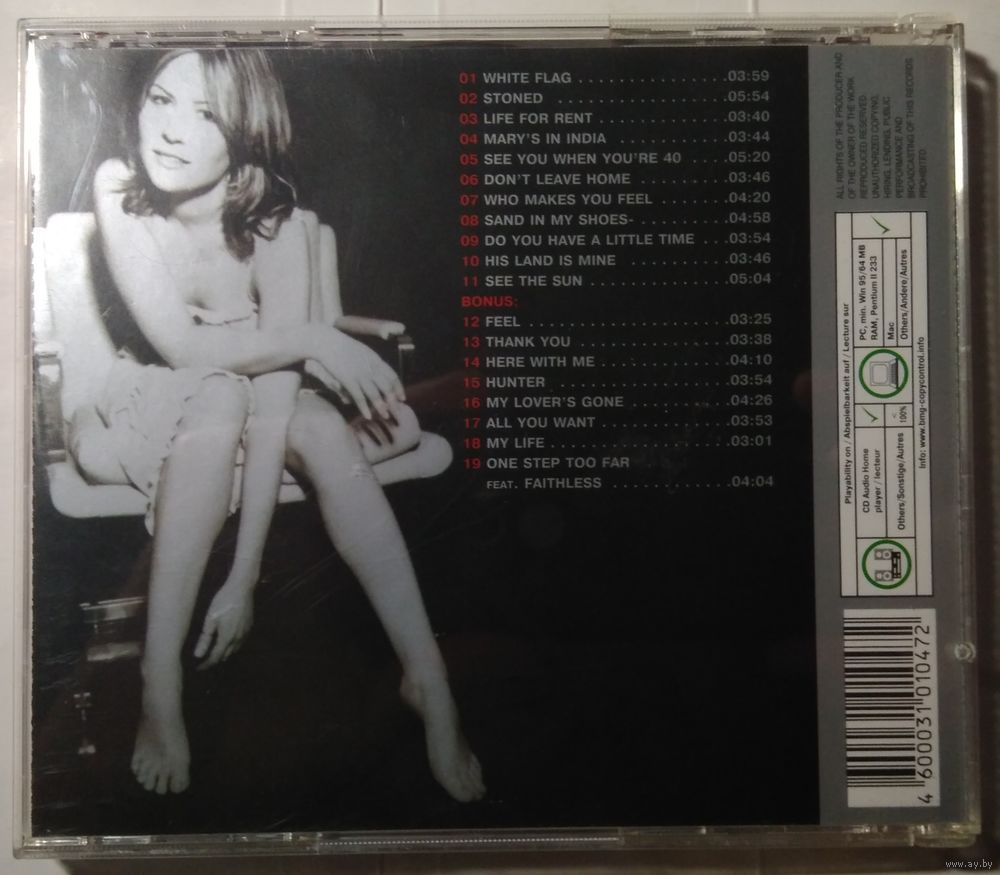 01 WHITE FLAG . . . . . . . . . . . . . . . .03:59
02 STONED . . . . . . . . . . . . . . . . . .05:54
03 LIFE FOR RENT . . . . . . . . . . . . . .03:40
04 MARY'S IN INDIA . . . . . . . . . . . .03:44
05 SEE YOU WHEN YOU'RE 40 . . . .05:20
06 DON'T LEAVE HOME . . . . . . . . . .03:46
07 WHO MAKES YOU FEEL . . . . . . . .04:20
08 SAND IN MY SHOES- . . . . . . . . . .04:58
09 DO YOU HAVE A LITTLE TIME . . .03:54
10 HIS LAND IS MINE . . . . . . . . . . .03:46
11 SEE THE SUN . . . . . . . . . . . . . . .05:04
BONUS:
12 FEEL . . . . . . . . . . . . . . . . . . . . .03:25
13 THANK YOU . . . . . . . . . . . . . . . .03:38
14 HERE WITH ME . . . . . . . . . . . . . .04:10
15 HUNTER . . . . . . . . . . . . . . . . . .03:54
16 MY LOVER'S GONE . . . . . . . . . . .04:26
17 ALL YOU WANT . . . . . . . . . . . . . .03:53
18 MY LIFE . . . . . . . . . . . . . . . . . . .03:01
19 ONE STEP TOO FAR
FEAT. FAITHLESS . . . . . . . . . . . . .04:04
ALL RIGHTS OF THE PRODUCER AND
OF THE OWNER OF THE WORK
REPRODUCED RESERVED.
UNAUTHORIZED COPYING,
HIRING, LENDING, PUBLIC
PERFORMANCE AND
BROADCASTING OF THIS RECORDS
PROHIBITED.
Playability on / Abspielbarkeit auf / Lecture sur
CD Audio Home
player / lecteur
Others/Sonstige/Autres
< 100%
PC, min. Win 95/64 MB
RAM, Pentium II 233
Mac
Others/Andere/Autres
Info: www.bmg-copycontrol.info
4 600031 010472
www.ay.by